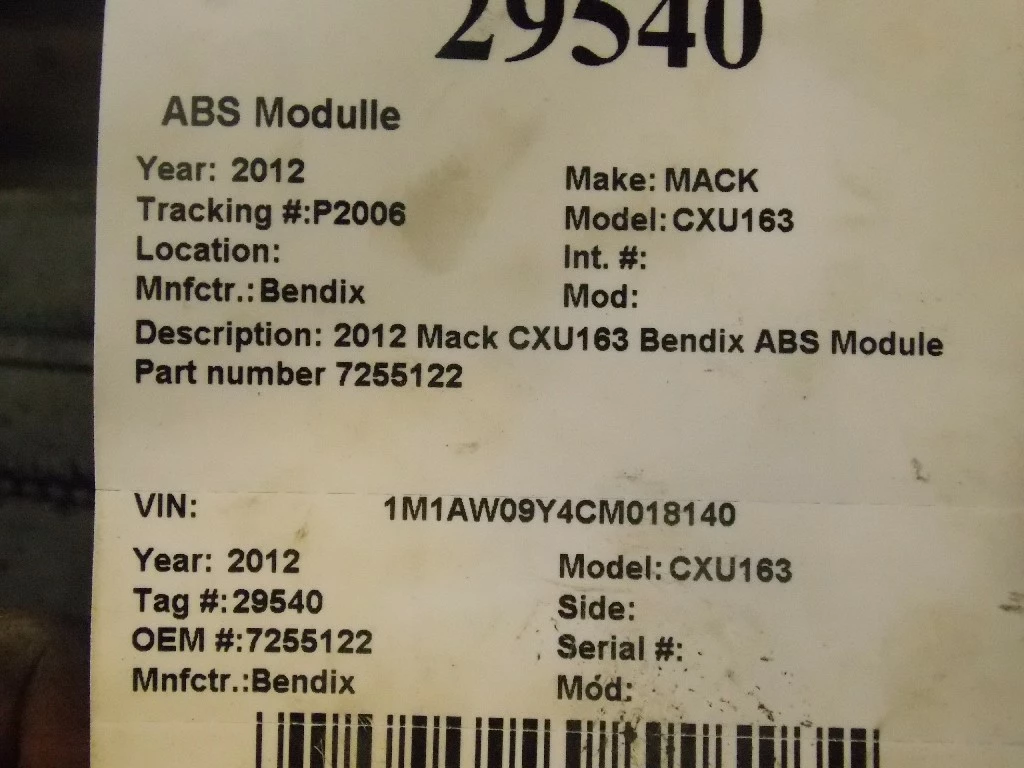 29540
ABS Modulle
Year: 2012 Make: MACK
Tracking #:P2006 Model: CXU163
Location: Int. #:
Mnfctr.: Bendix Mod:
Description: 2012 Mack CXU163 Bendix ABS Module
Part number 7255122
VIN: 1M1AW09Y4CM018140
Year: 2012 Model: CXU163
Tag #: 29540 Side:
OEM #:7255122 Serial #:
Mnfctr.:Bendix Mod: